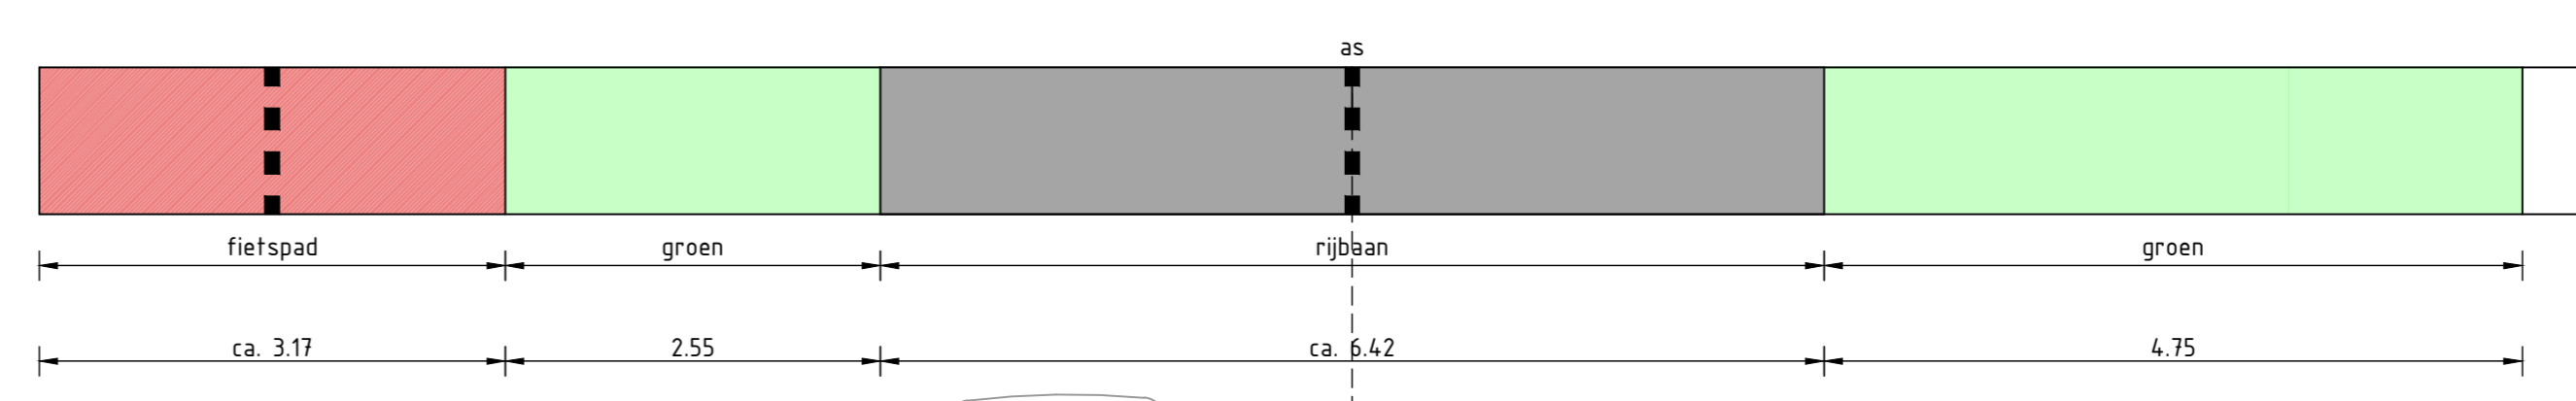 as
fietspad groen rijbaan groen
ca. 3.17 2.55 ca. 6.42 4.75